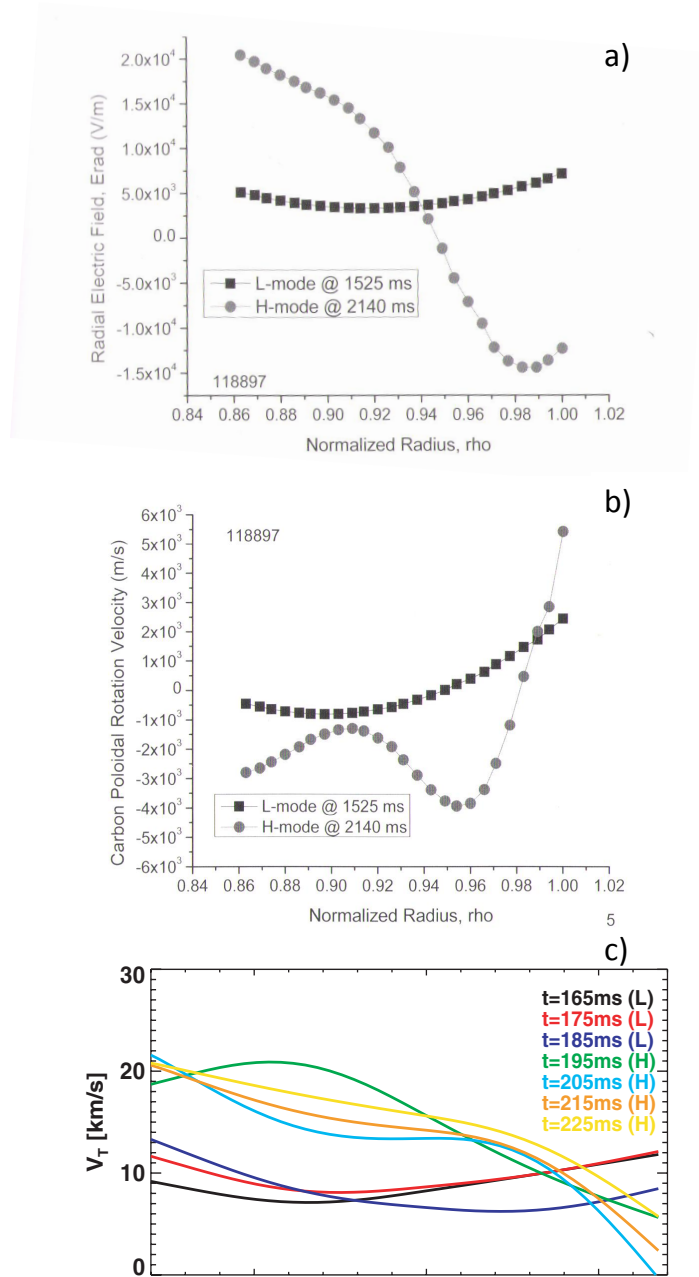 a)
2.0x10⁴
1.5x10⁴
1.0x10⁴
5.0x10³
0.0
-5.0x10³
-1.0x10⁴
-1.5x10⁴
Radial Electric Field, Erad (V/m)
L-mode @ 1525 ms
H-mode @ 2140 ms
118897
0.84 0.86 0.88 0.90 0.92 0.94 0.96 0.98 1.00 1.02
Normalized Radius, rho
b)
6x10³
5x10³
4x10³
3x10³
2x10³
1x10³
0
-1x10³
-2x10³
-3x10³
-4x10³
-5x10³
-6x10³
Carbon Poloidal Rotation Velocity (m/s)
118897
L-mode @ 1525 ms
H-mode @ 2140 ms
0.84 0.86 0.88 0.90 0.92 0.94 0.96 0.98 1.00 1.02
Normalized Radius, rho
5
c)
30
20
10
0
V_T [km/s]
t=165ms (L)
t=175ms (L)
t=185ms (L)
t=195ms (H)
t=205ms (H)
t=215ms (H)
t=225ms (H)